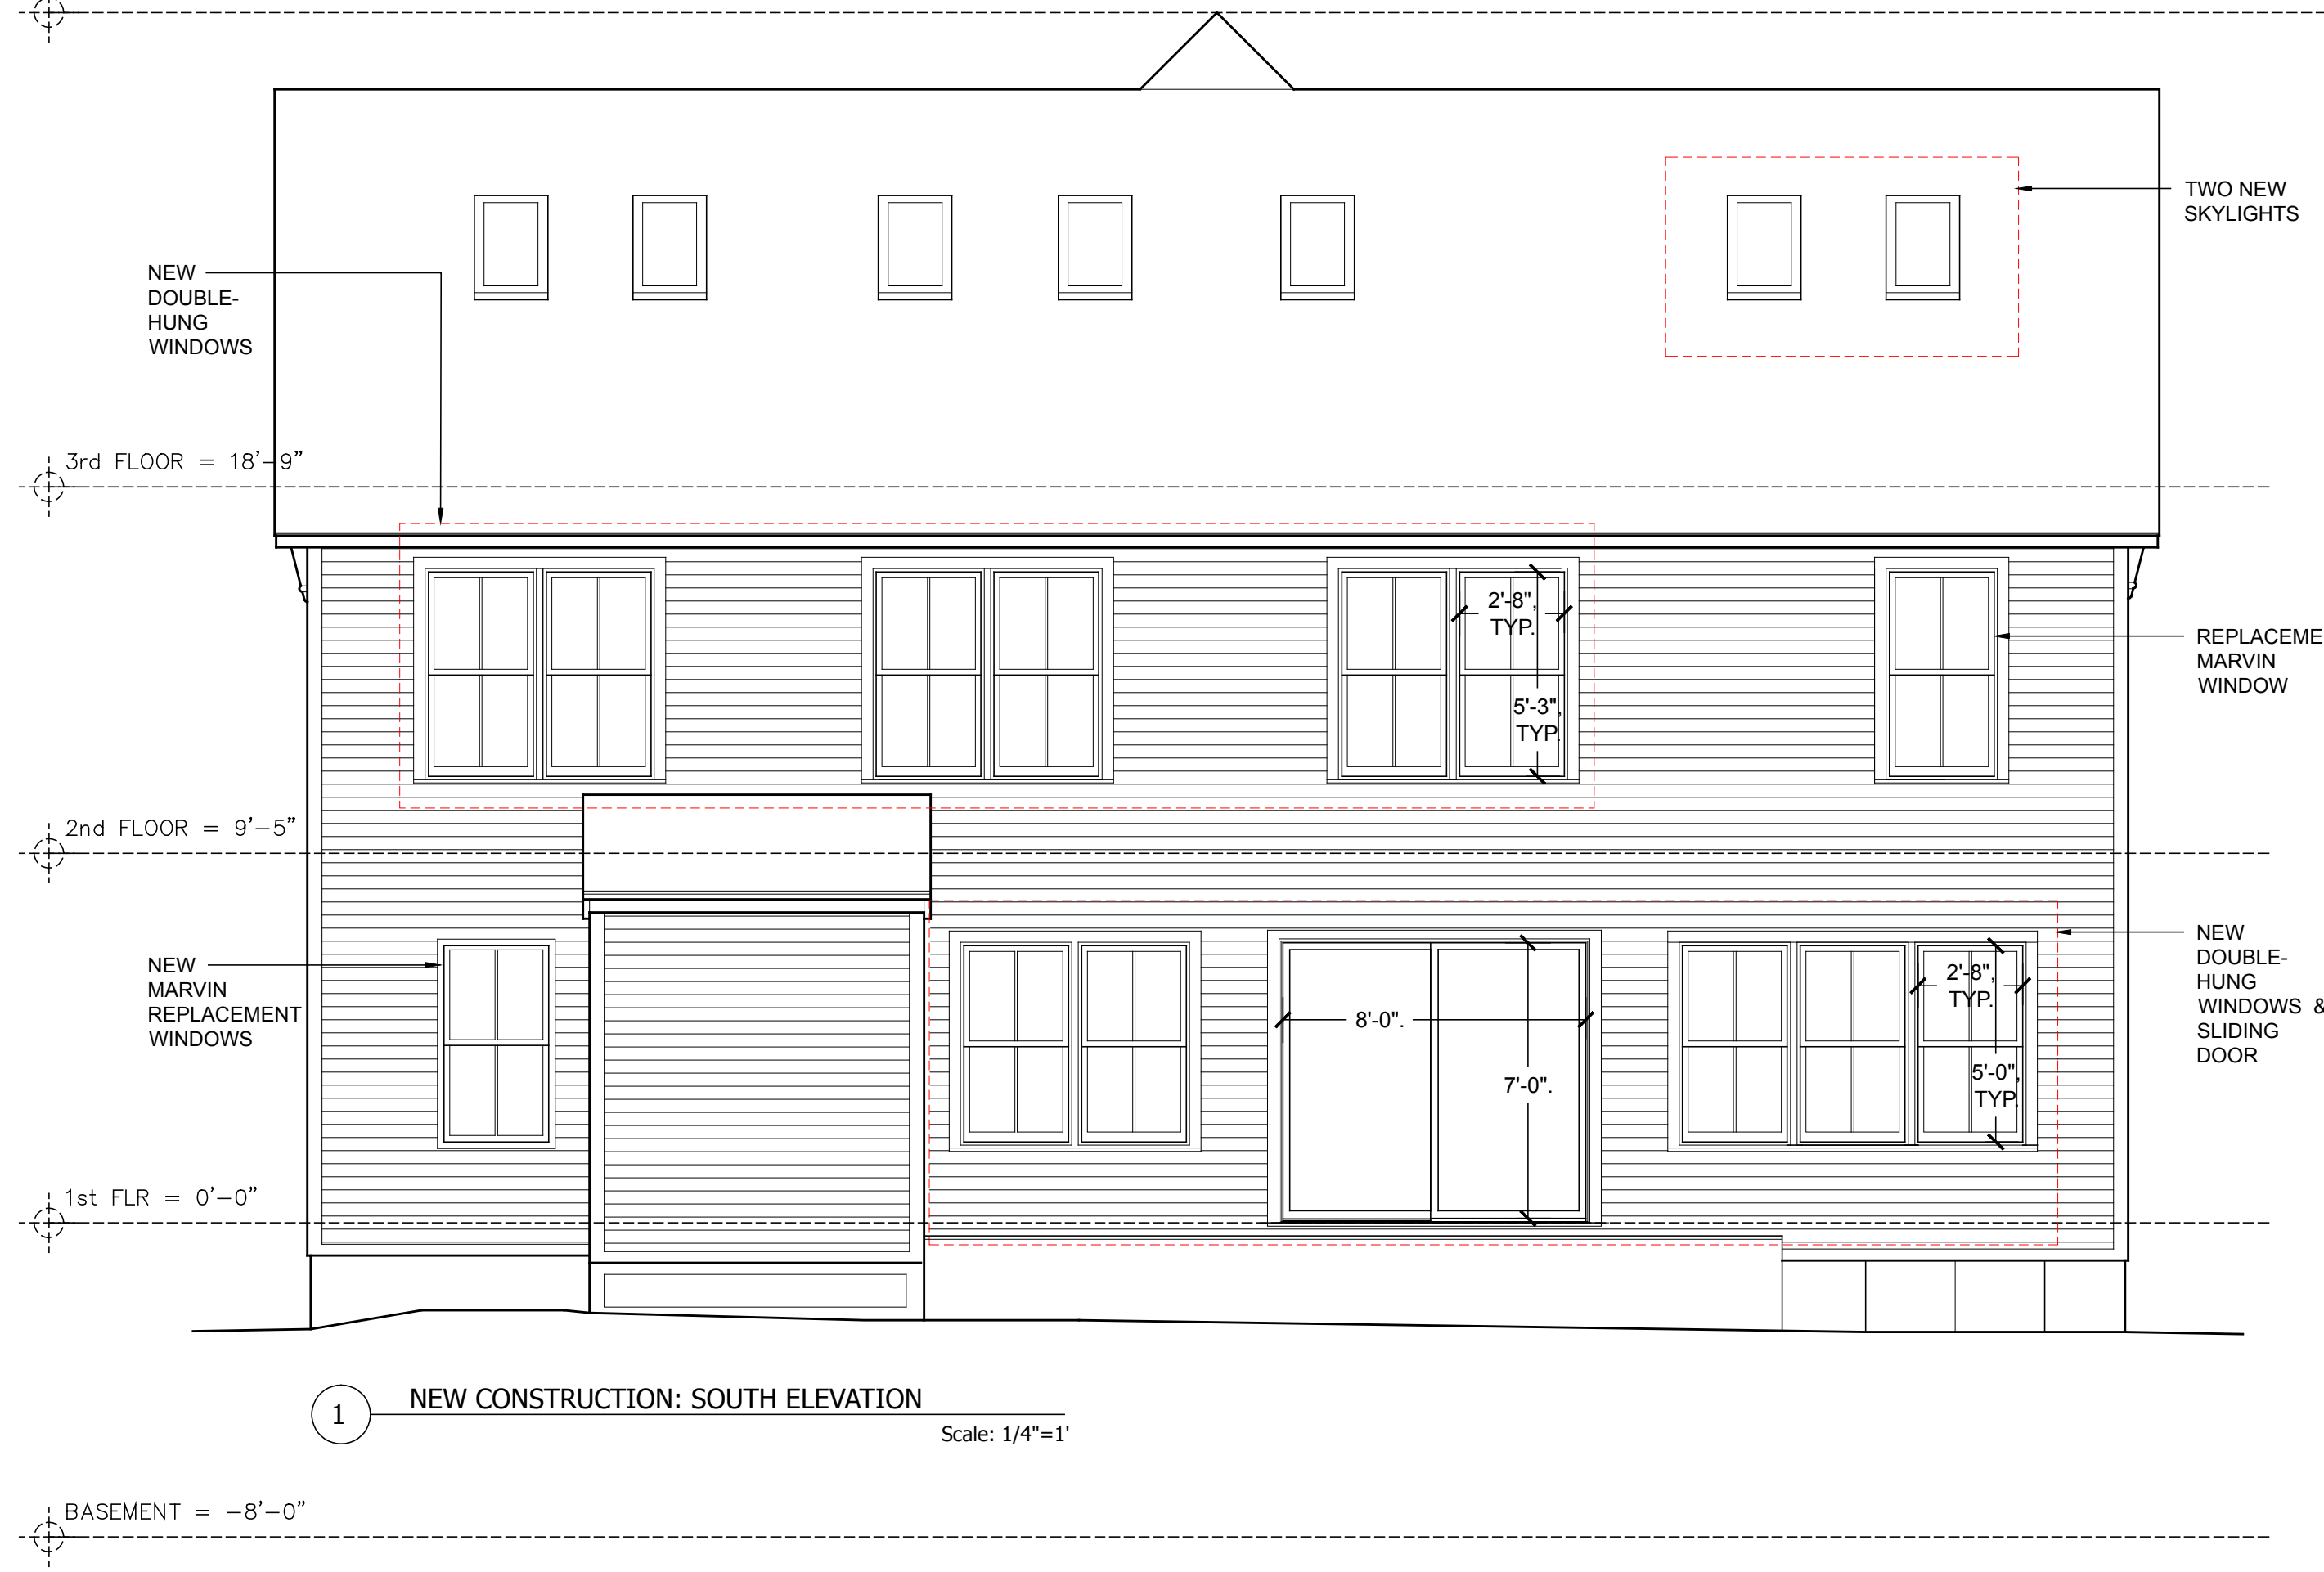 TWO NEW
SKYLIGHTS
NEW
DOUBLE-
HUNG
WINDOWS
3rd FLOOR = 18'-9"
2'-8",
TYP.
5'-3",
TYP.
REPLACEME
MARVIN
WINDOW
2nd FLOOR = 9'-5"
NEW
MARVIN
REPLACEMENT
WINDOWS
8'-0".
7'-0".
2'-8",
TYP.
5'-0",
TYP.
NEW
DOUBLE-
HUNG
WINDOWS &
SLIDING
DOOR
1st FLR = 0'-0"
1
NEW CONSTRUCTION: SOUTH ELEVATION
Scale: 1/4"=1'
BASEMENT = -8'-0"